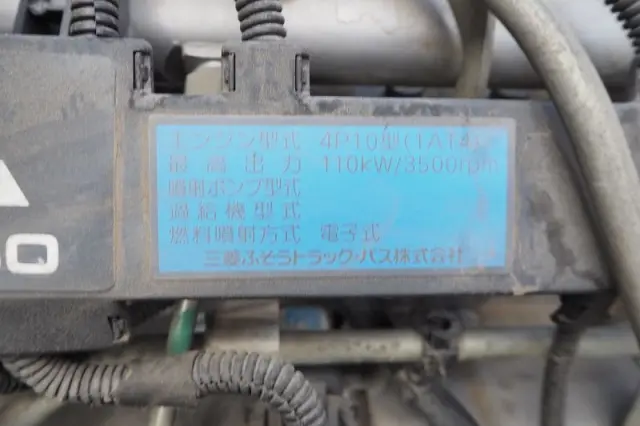 エンジン型式 4P10型(1AT4)
最高出力 110kW/3500rpm
噴射ポンプ型式
過給機型式
燃料噴射方式 電子式
三菱ふそうトラック・バス株式会社